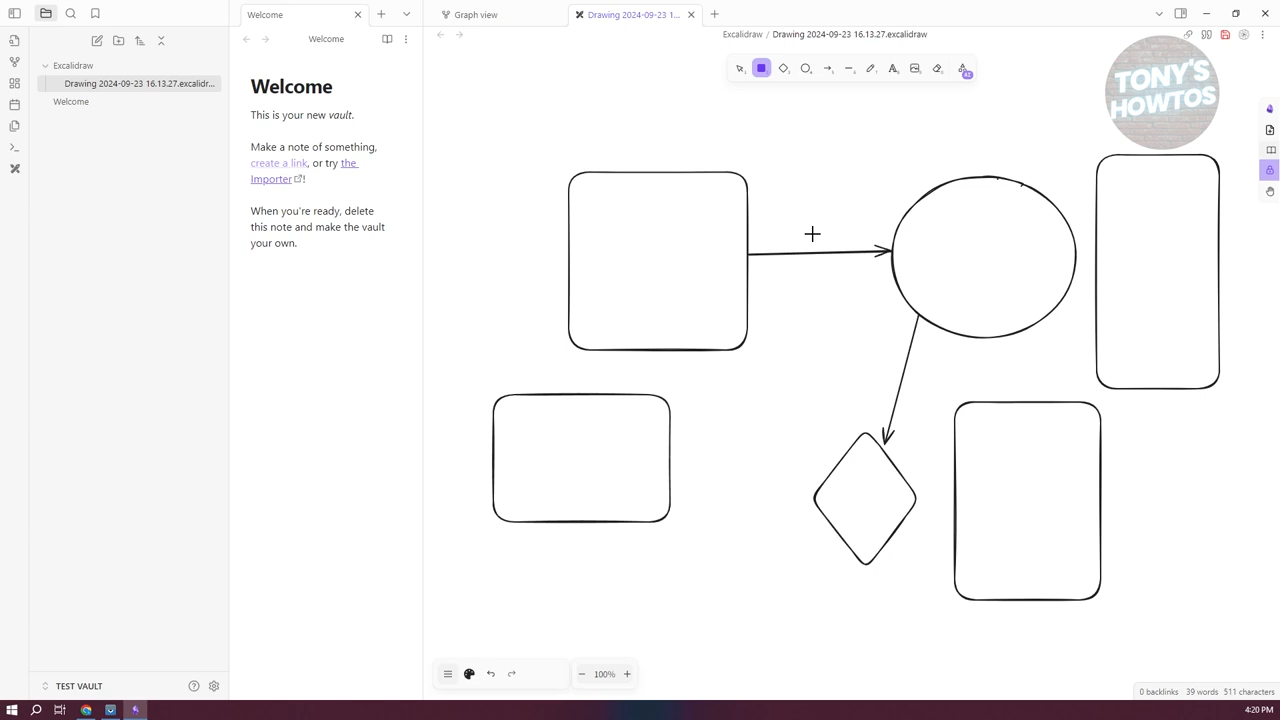 Welcome
Graph view
Drawing 2024-09-23 1...
Welcome
Excalidraw / Drawing 2024-09-23 16.13.27.excalidraw
Excalidraw
Drawing 2024-09-23 16.13.27.excalidr...
Welcome
Welcome
This is your new vault.
Make a note of something,
create a link, or try the
Importer!
When you're ready, delete
this note and make the vault
your own.
TONY'S
HOWTOS
AI
100%
TEST VAULT
0 backlinks 39 words 511 characters
4:20 PM